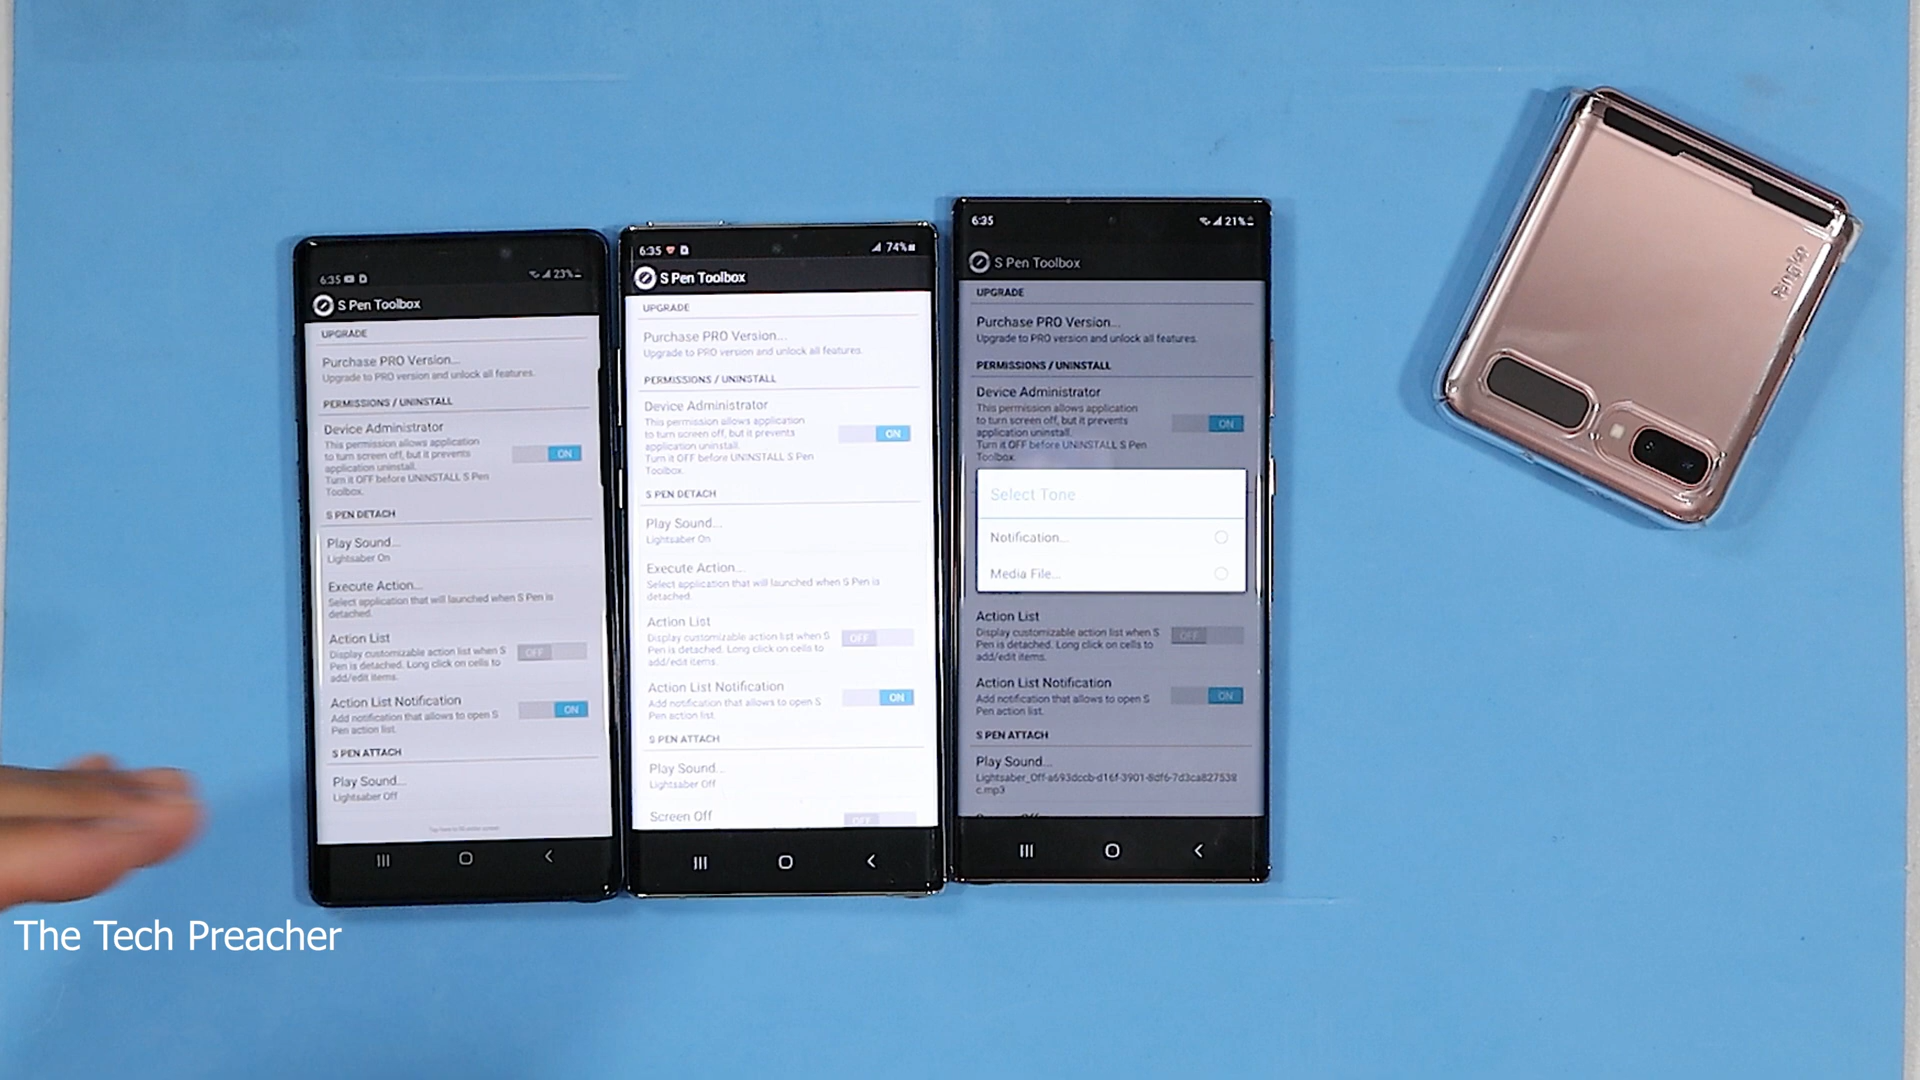 6:35
23%
S Pen Toolbox
UPGRADE
Purchase PRO Version...
Upgrade to PRO version and unlock all features.
PERMISSIONS / UNINSTALL
Device Administrator
This permission allows application
to turn screen off, but it prevents
application uninstall.
Turn it OFF before UNINSTALL S Pen
Toolbox.
ON
S PEN DETACH
Play Sound...
Lightsaber On
Execute Action...
Select application that will launched when S Pen is
detached.
Action List
Display customizable action list when S
Pen is detached. Long click on cells to
add/edit items.
OFF
Action List Notification
Add notification that allows to open S
Pen action list.
ON
S PEN ATTACH
Play Sound...
Lightsaber Off
6:35
74%
S Pen Toolbox
UPGRADE
Purchase PRO Version...
Upgrade to PRO version and unlock all features.
PERMISSIONS / UNINSTALL
Device Administrator
This permission allows application
to turn screen off, but it prevents
application uninstall.
Turn it OFF before UNINSTALL S Pen
Toolbox.
ON
S PEN DETACH
Play Sound...
Lightsaber On
Execute Action...
Select application that will launched when S Pen is
detached.
Action List
Display customizable action list when S
Pen is detached. Long click on cells to
add/edit items.
OFF
Action List Notification
Add notification that allows to open S
Pen action list.
ON
S PEN ATTACH
Play Sound...
Lightsaber Off
Screen Off
OFF
6:35
21%
S Pen Toolbox
UPGRADE
Purchase PRO Version...
Upgrade to PRO version and unlock all features.
PERMISSIONS / UNINSTALL
Device Administrator
This permission allows application
to turn screen off, but it prevents
application uninstall.
Turn it OFF before UNINSTALL S Pen
Toolbox.
ON
Select Tone
Notification...
Media File...
Action List
Display customizable action list when S
Pen is detached. Long click on cells to
add/edit items.
OFF
Action List Notification
Add notification that allows to open S
Pen action list.
ON
S PEN ATTACH
Play Sound...
Lightsaber_Off-a693dccb-d16f-3901-8df6-7d3ca827538
c.mp3
Ringke
The Tech Preacher